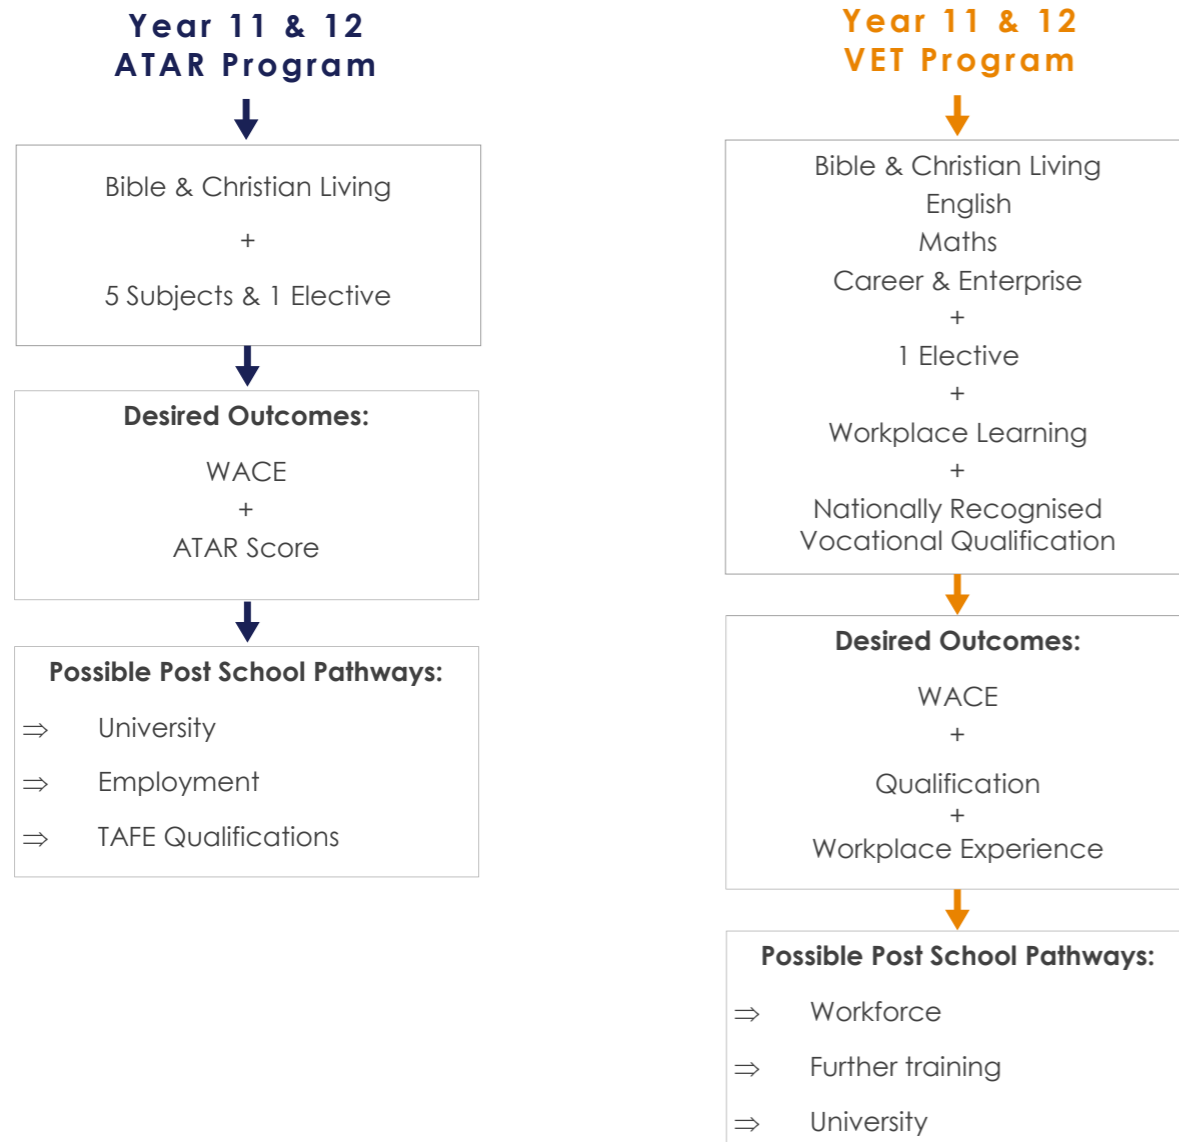 Year 11 & 12
ATAR Program
Bible & Christian Living
+
5 Subjects & 1 Elective
Desired Outcomes:
WACE
+
ATAR Score
Possible Post School Pathways:
⇒ University
⇒ Employment
⇒ TAFE Qualifications
Year 11 & 12
VET Program
Bible & Christian Living
English
Maths
Career & Enterprise
+
1 Elective
+
Workplace Learning
+
Nationally Recognised
Vocational Qualification
Desired Outcomes:
WACE
+
Qualification
+
Workplace Experience
Possible Post School Pathways:
⇒ Workforce
⇒ Further training
⇒ University